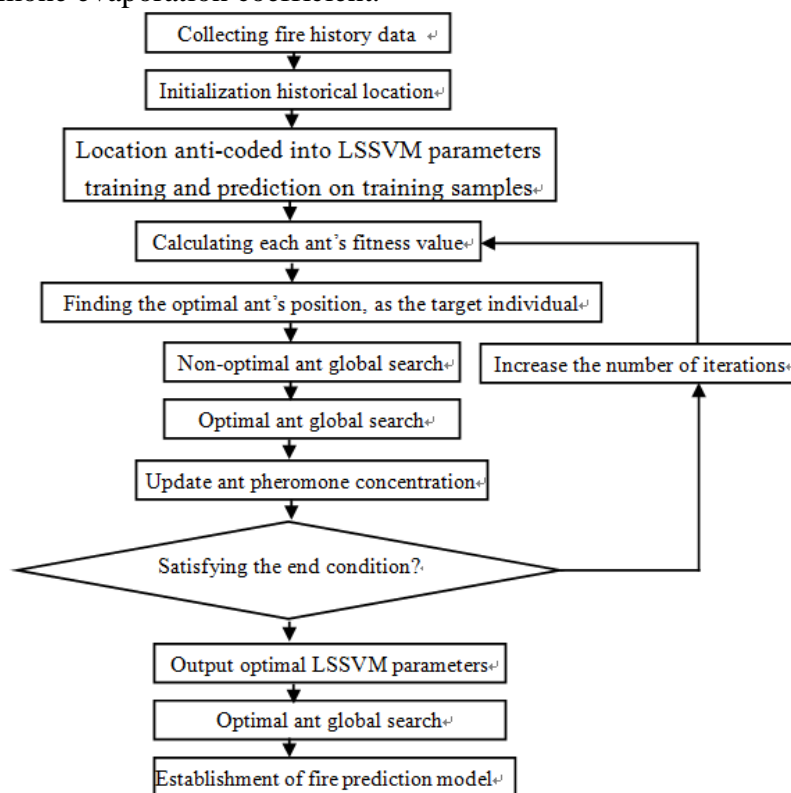 mone evaporation coefficient.
Collecting fire history data ↵
Initialization historical location↵
Location anti-coded into LSSVM parameters
training and prediction on training samples↵
Calculating each ant’s fitness value↵
Finding the optimal ant’s position, as the target individual↵
Non-optimal ant global search↵
Increase the number of iterations↵
Optimal ant global search↵
Update ant pheromone concentration↵
Satisfying the end condition?↵
Output optimal LSSVM parameters↵
Optimal ant global search↵
Establishment of fire prediction model↵